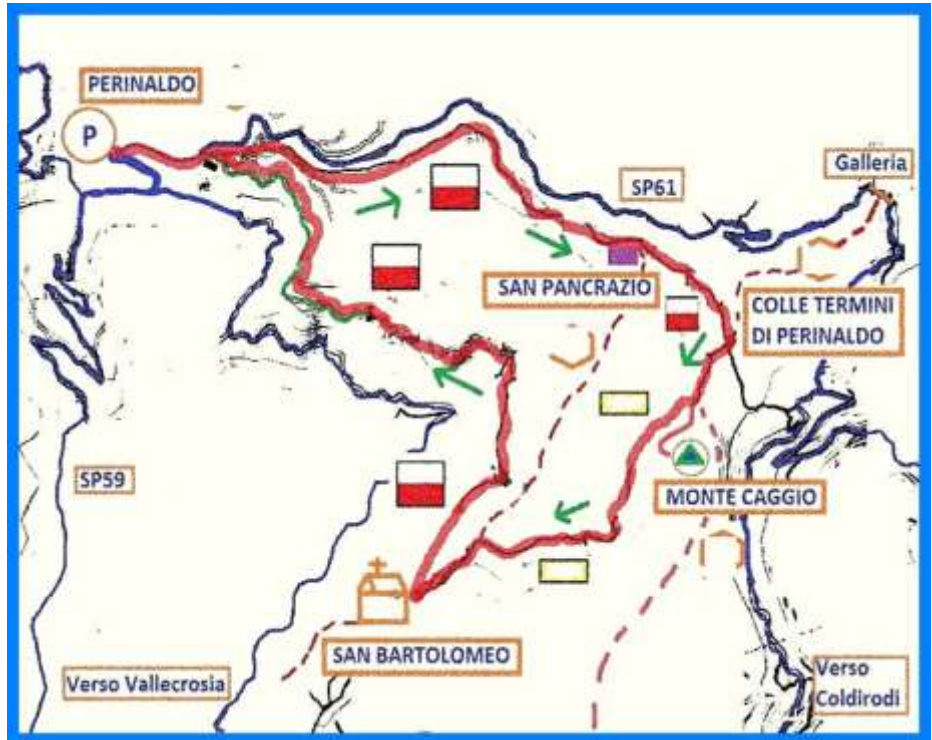 PERINALDO
P
Galleria
SP61
SAN PANCRAZIO
COLLE TERMINI
DI PERINALDO
SP59
MONTE CAGGIO
SAN BARTOLOMEO
Verso Vallecrosia
Verso
Coldirodi